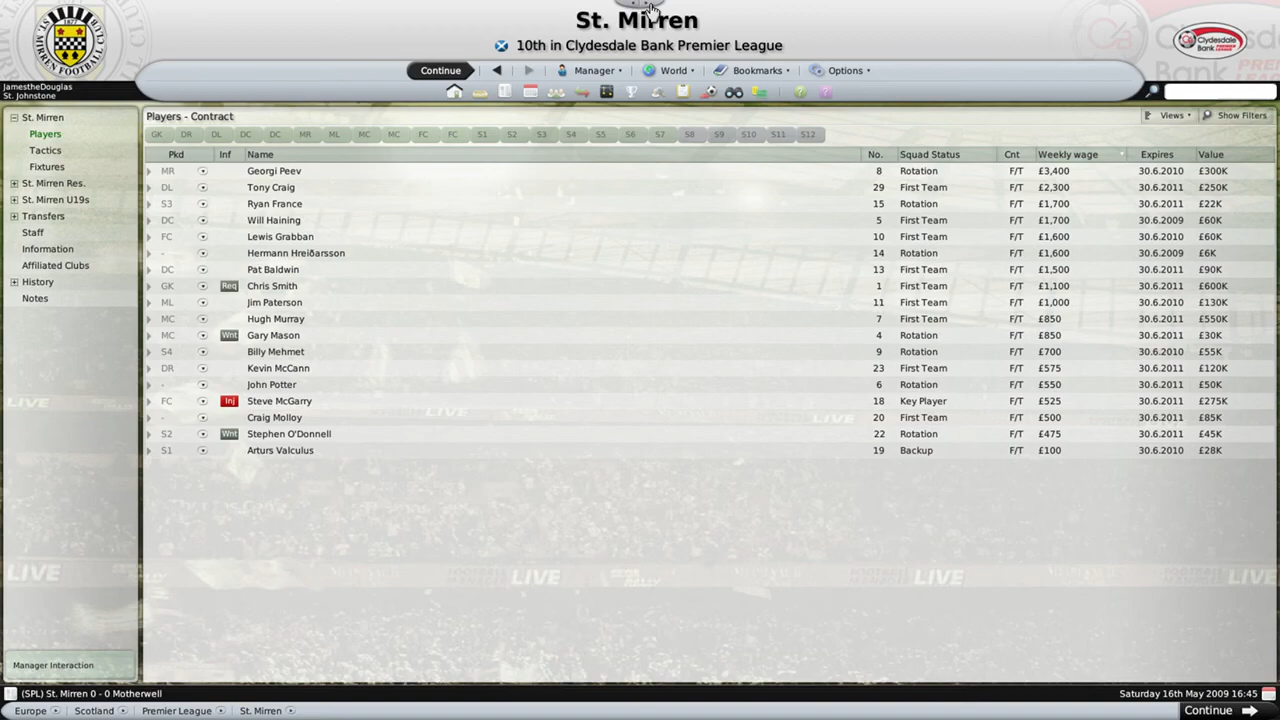 St. Mirren
10th in Clydesdale Bank Premier League
Continue Manager World Bookmarks Options
JamestheDouglas
St. Johnstone
ST. MIRREN FOOTBALL CLUB
1877
Clydesdale Bank PREMIER LEAGUE
St. Mirren
Players
Tactics
Fixtures
St. Mirren Res.
St. Mirren U19s
Transfers
Staff
Information
Affiliated Clubs
History
Notes
Manager Interaction
Players - Contract Views Show Filters
GK DR DL DC DC MR ML MC MC FC FC S1 S2 S3 S4 S5 S6 S7 S8 S9 S10 S11 S12
Pkd Inf Name No. Squad Status Cnt Weekly wage Expires Value
MR Georgi Peev 8 Rotation F/T £3,400 30.6.2010 £300K
DL Tony Craig 29 First Team F/T £2,300 30.6.2011 £250K
S3 Ryan France 15 Rotation F/T £1,700 30.6.2011 £22K
DC Will Haining 5 First Team F/T £1,700 30.6.2009 £60K
FC Lewis Grabban 10 First Team F/T £1,600 30.6.2010 £60K
- Hermann Hreiðarsson 14 Rotation F/T £1,600 30.6.2009 £6K
DC Pat Baldwin 13 First Team F/T £1,500 30.6.2011 £90K
GK Req Chris Smith 1 First Team F/T £1,100 30.6.2011 £600K
ML Jim Paterson 11 First Team F/T £1,000 30.6.2010 £130K
MC Hugh Murray 7 First Team F/T £850 30.6.2011 £550K
MC Wnt Gary Mason 4 Rotation F/T £850 30.6.2011 £30K
S4 Billy Mehmet 9 Rotation F/T £700 30.6.2010 £55K
DR Kevin McCann 23 First Team F/T £575 30.6.2011 £120K
- John Potter 6 Rotation F/T £550 30.6.2010 £50K
FC Inj Steve McGarry 18 Key Player F/T £525 30.6.2011 £275K
- Craig Molloy 20 First Team F/T £500 30.6.2011 £85K
S2 Wnt Stephen O'Donnell 22 Rotation F/T £475 30.6.2011 £45K
S1 Arturs Valculus 19 Backup F/T £100 30.6.2010 £28K
LIVE LIVE LIVE
LIVE LIVE LIVE
(SPL) St. Mirren 0 - 0 Motherwell Saturday 16th May 2009 16:45
Europe Scotland Premier League St. Mirren Continue